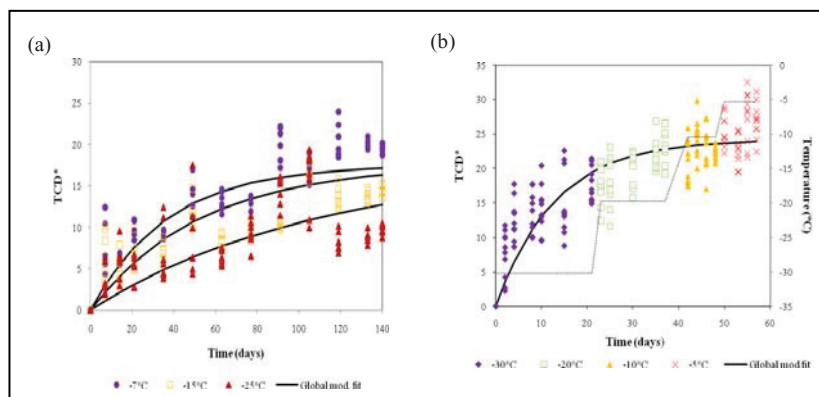 (a)
(b)
30
25
20
15
10
5
0
TCD*
0 20 40 60 80 100 120 140
Time (days)
-7°C -15°C -25°C Global mod. fit
35
30
25
20
15
10
5
0
TCD*
0
-5
-10
-15
-20
-25
-30
-35
Temperature (°C)
0 10 20 30 40 50 60
Time (days)
-30°C -20°C -10°C -5°C Global mod fit